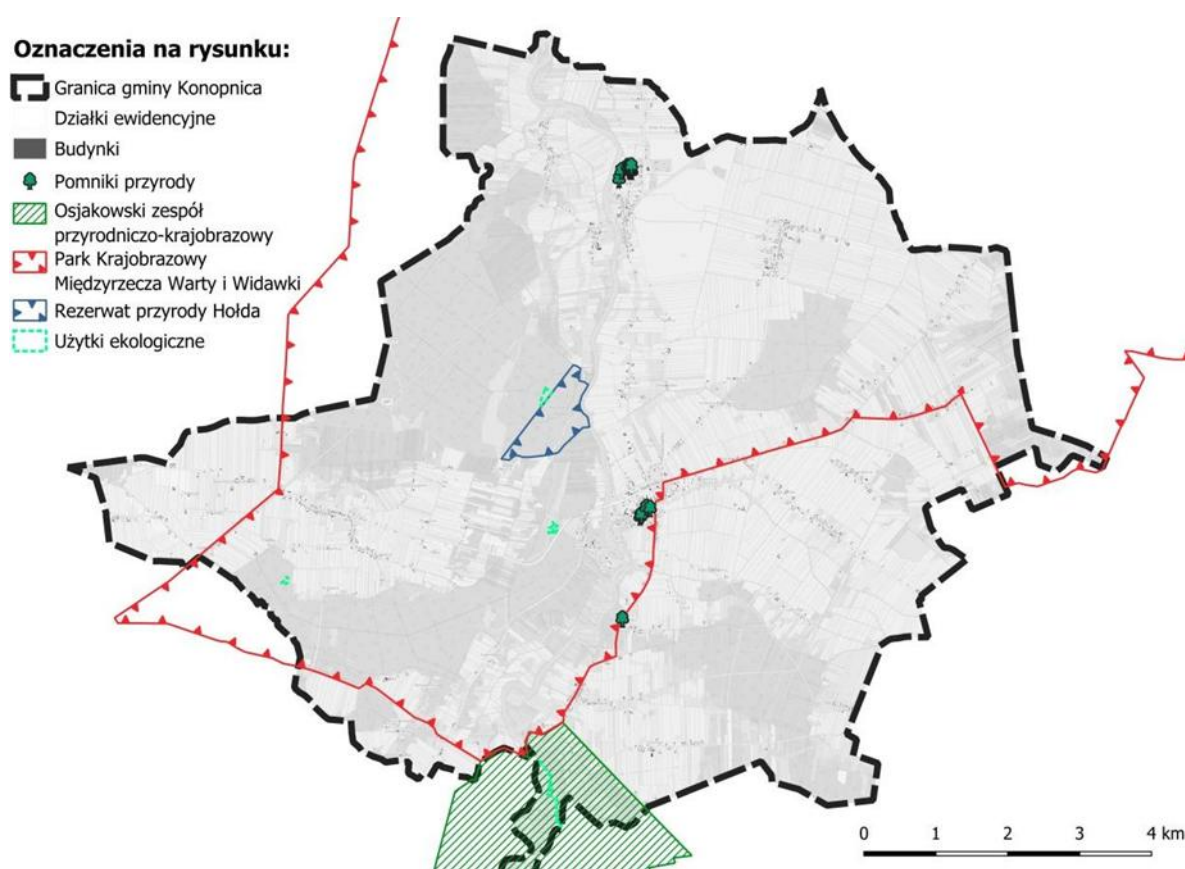 Oznaczenia na rysunku:
Granica gminy Konopnica
Działki ewidencyjne
Budynki
Pomniki przyrody
Osjakowski zespół
przyrodniczo-krajobrazowy
Park Krajobrazowy
Międzyrzecza Warty i Widawki
Rezerwat przyrody Hołda
Użytki ekologiczne
0 1 2 3 4 km